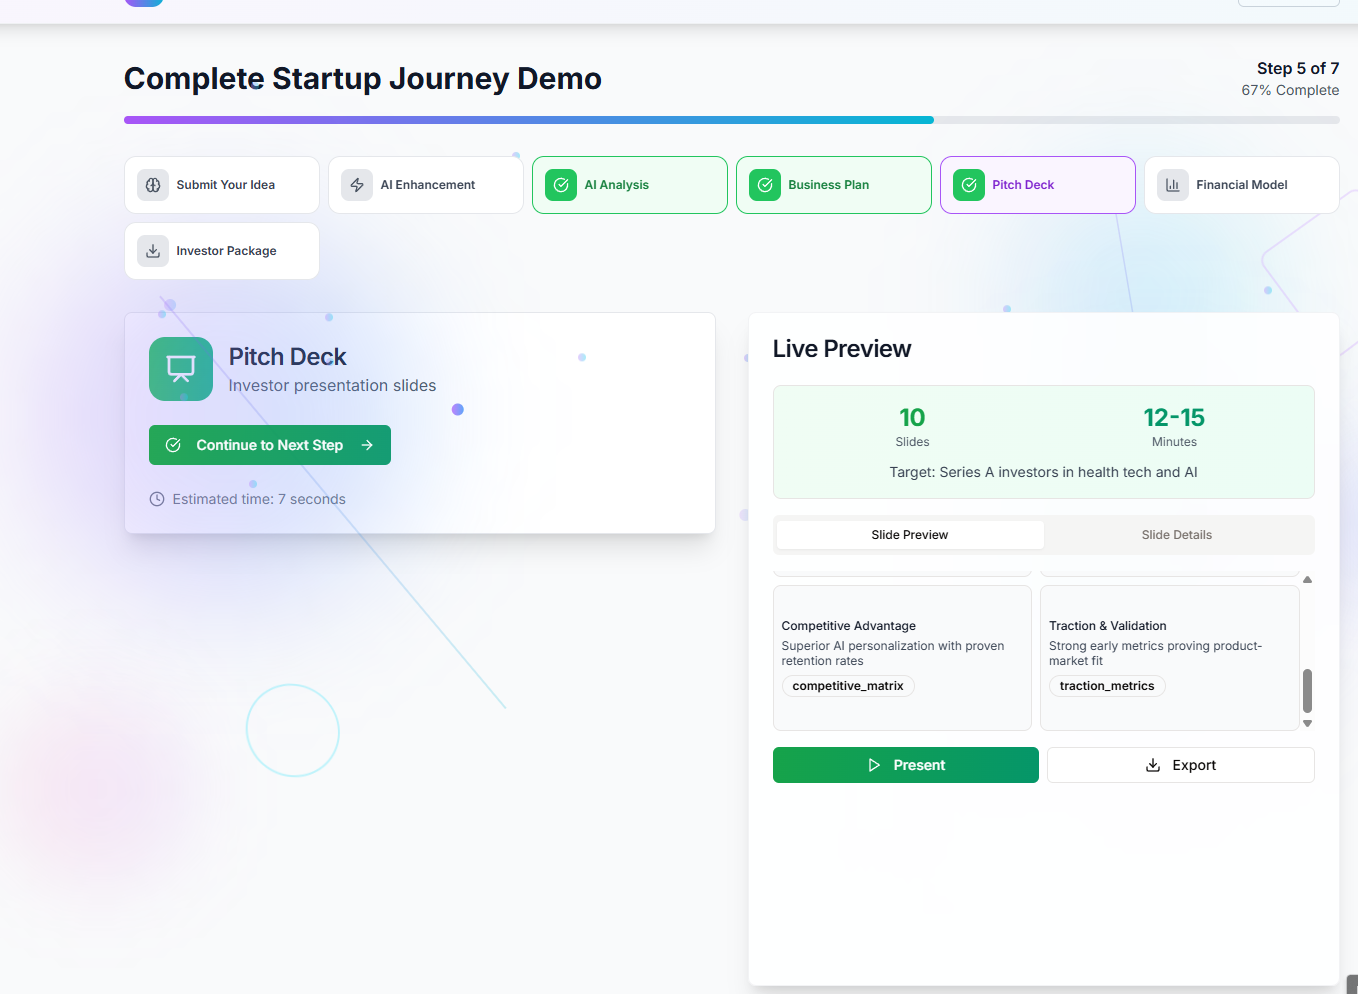 Complete Startup Journey Demo
Step 5 of 7
67% Complete
Submit Your Idea
AI Enhancement
AI Analysis
Business Plan
Pitch Deck
Financial Model
Investor Package
Pitch Deck
Investor presentation slides
Continue to Next Step
Estimated time: 7 seconds
Live Preview
10
Slides
12-15
Minutes
Target: Series A investors in health tech and AI
Slide Preview
Slide Details
Competitive Advantage
Superior AI personalization with proven
retention rates
competitive_matrix
Traction & Validation
Strong early metrics proving product-
market fit
traction_metrics
Present
Export